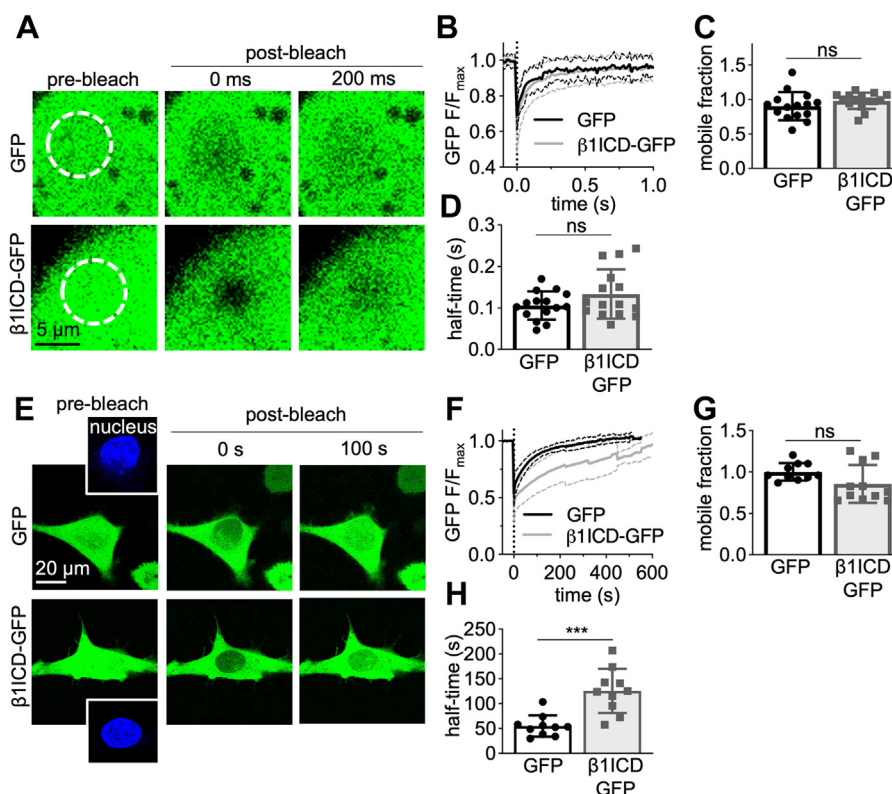 A
pre-bleach
post-bleach
0 ms
200 ms
GFP
β1ICD-GFP
5 µm
B
GFP F/Fmax
1.0
0.8
0.6
0.4
0.0
0.5
1.0
time (s)
GFP
β1ICD-GFP
C
mobile fraction
ns
1.5
1.0
0.5
0.0
GFP
β1ICD
GFP
D
half-time (s)
ns
0.3
0.2
0.1
0.0
GFP
β1ICD
GFP
E
pre-bleach
nucleus
post-bleach
0 s
100 s
GFP
20 µm
β1ICD-GFP
F
GFP F/Fmax
1.0
0.5
0.0
0
200
400
600
time (s)
GFP
β1ICD-GFP
G
mobile fraction
ns
1.5
1.0
0.5
0.0
GFP
β1ICD
GFP
H
half-time (s)
***
250
200
150
100
50
0
GFP
β1ICD
GFP